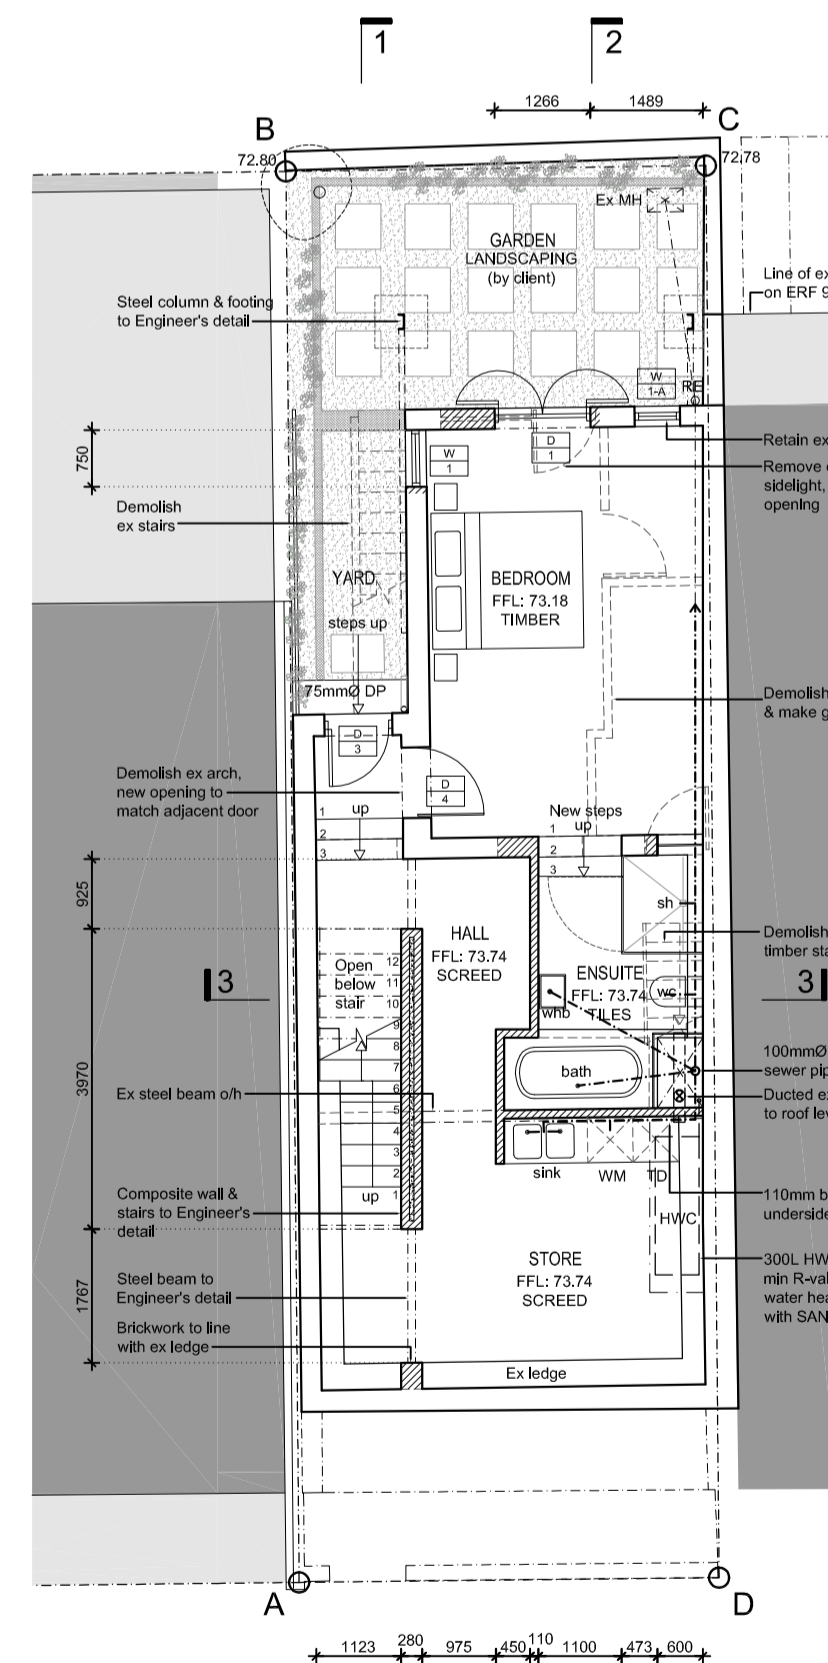 1
2
1266
1489
B
C
72.80
72.78
Ex MH
GARDEN
LANDSCAPING
(by client)
Line of ex
on ERF 9
Steel column & footing
to Engineer's detail
W
1-A
RE
750
W
1
D
1
Retain ex
Remove
sidelight,
opening
Demolish
ex stairs
YARD
steps up
BEDROOM
FFL: 73.18
TIMBER
75mmØ DP
Demolish
& make g
D
3
Demolish ex arch,
new opening to
match adjacent door
D
4
1
up
2
3
New steps
up
1
2
3
925
sh
HALL
FFL: 73.74
SCREED
Demolish
timber sta
Open
below
stair
12
11
10
9
8
7
6
5
4
3
2
1
up
3
3
ENSUITE
FFL: 73.74
TILES
WC
whb
bath
3970
100mmØ
sewer pip
Ducted ex
to roof lev
Ex steel beam o/h
sink
WM
TD
HWC
110mm b
underside
Composite wall &
stairs to Engineer's
detail
STORE
FFL: 73.74
SCREED
300L HW
min R-val
water hea
with SAN
1767
Steel beam to
Engineer's detail
Brickwork to line
with ex ledge
Ex ledge
A
D
1123
280
975
450
110
1100
473
600